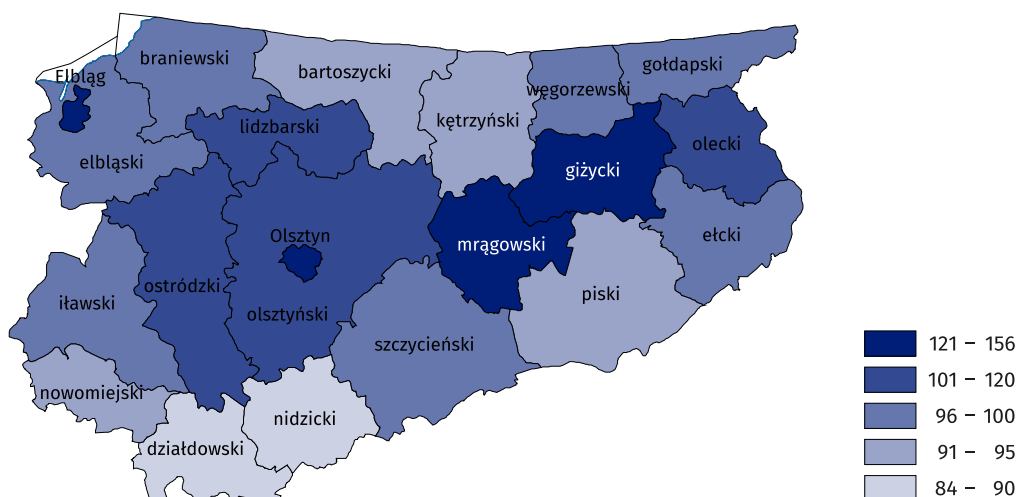 braniewski
gołdapski
bartoszycki
Elbląg
węgorzewski
kętrzyński
lidzbarski
olecki
elbląski
giżycki
Olsztyn
ełcki
mrągowski
ostródzki
piski
iławski
olsztyński
szczycieński
nowomiejski
nidzicki
działdowski
121 – 156
101 – 120
96 – 100
91 – 95
84 – 90